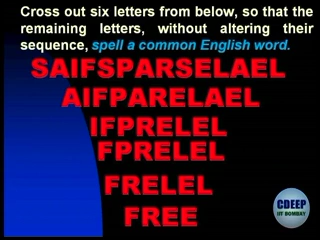 Cross out six letters from below, so that the
remaining letters, without altering their
sequence, spell a common English word.
SAIFSPARSELAEL
AIFPARELAEL
IFPRELEL
FPRELEL
FRELEL
FREE
CDEEP
IIT BOMBAY